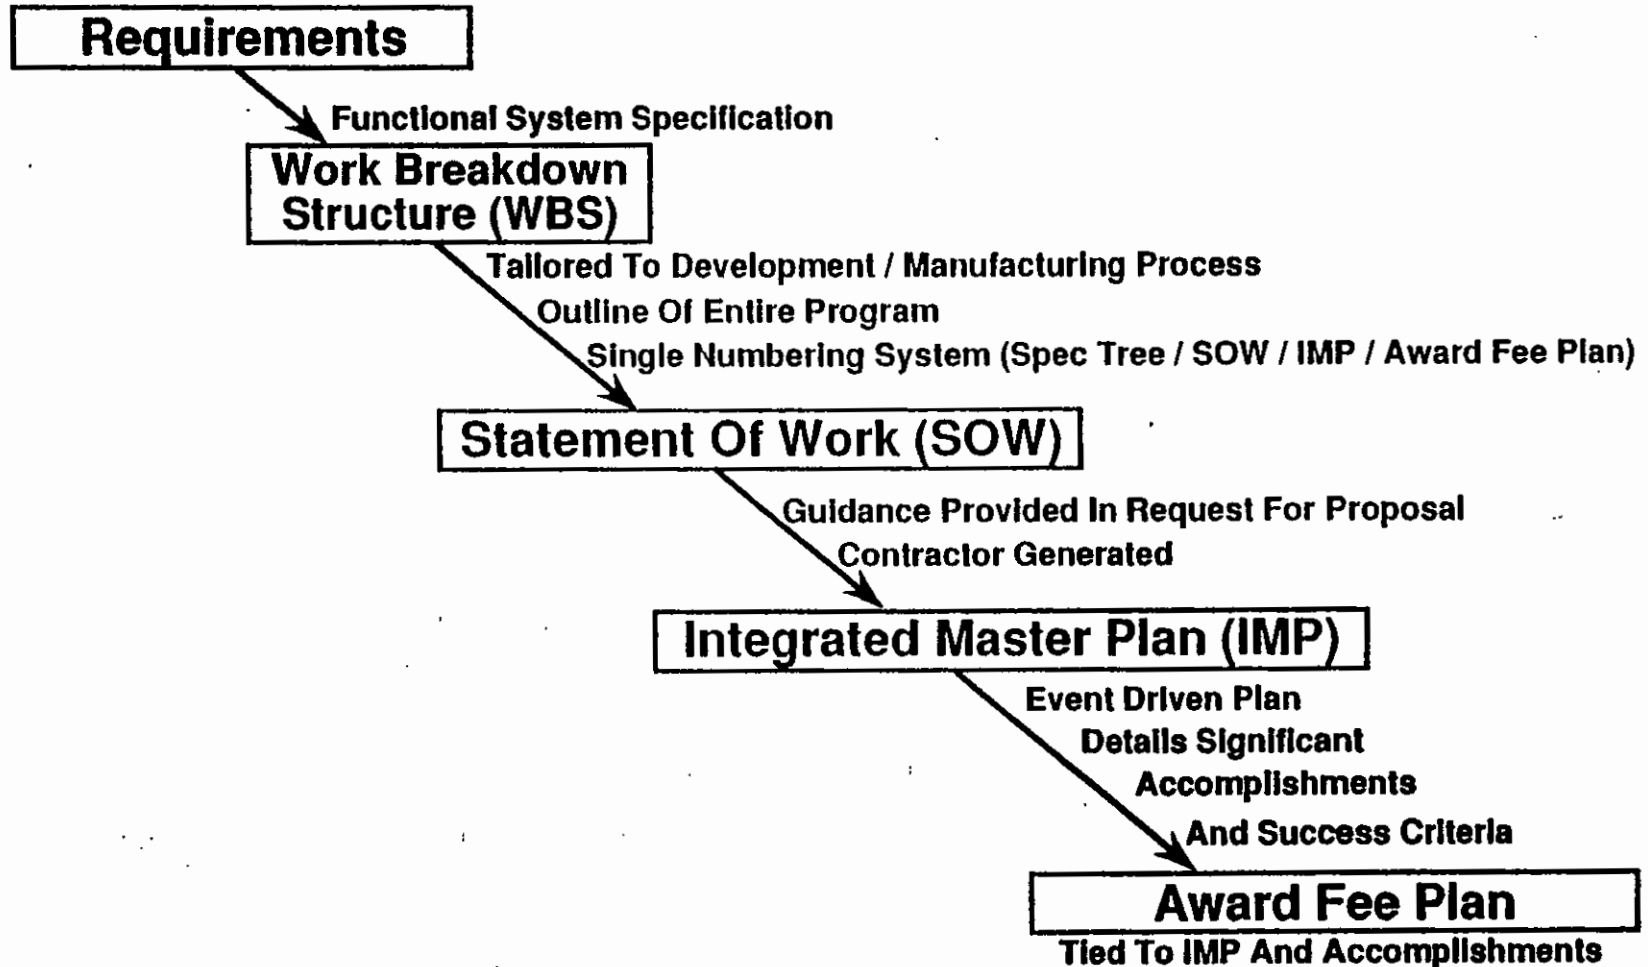 Requirements
Functional System Specification
Work Breakdown
Structure (WBS)
Tailored To Development / Manufacturing Process
Outline Of Entire Program
Single Numbering System (Spec Tree / SOW / IMP / Award Fee Plan)
Statement Of Work (SOW)
Guidance Provided In Request For Proposal
Contractor Generated
Integrated Master Plan (IMP)
Event Driven Plan
Details Significant
Accomplishments
And Success Criteria
Award Fee Plan
Tied To IMP And Accomplishments